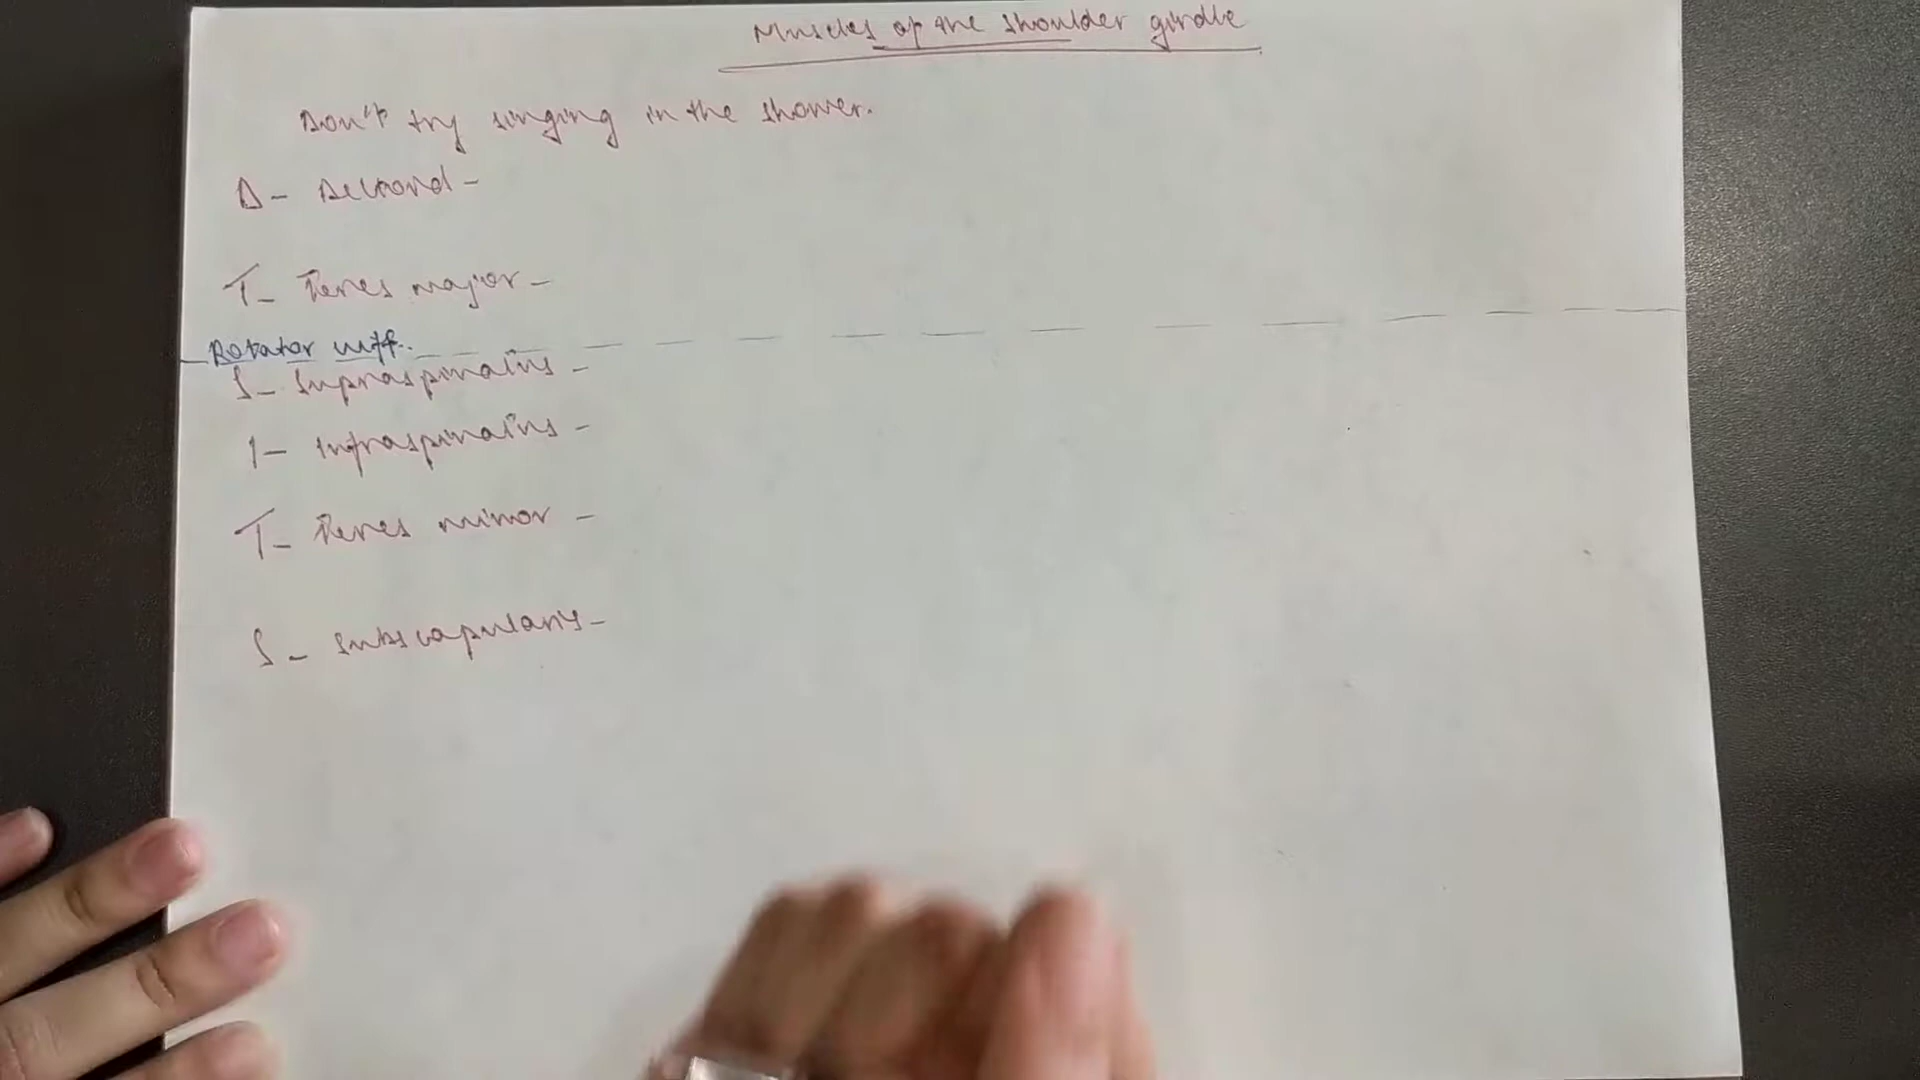 Muscles of the shoulder girdle
Don't try singing in the shower.
D- Deltoid -
T- Teres major -
Rotator cuff.
S- Supraspinatus -
I- Infraspinatus -
T- Teres minor -
S- Subscapularis -